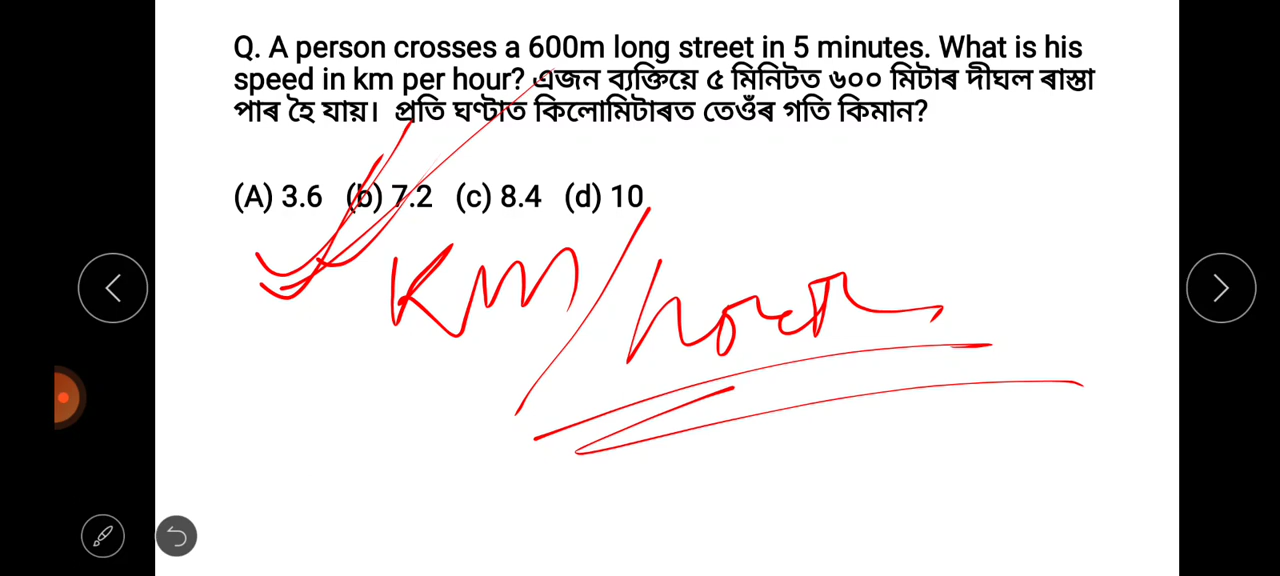 Q. A person crosses a 600m long street in 5 minutes. What is his
speed in km per hour? এজন ব্যক্তিয়ে ৫ মিনিটত ৬০০ মিটাৰ দীঘল ৰাস্তা
পাৰ হৈ যায়। প্ৰতি ঘণ্টাত কিলোমিটাৰত তেওঁৰ গতি কিমান?
(A) 3.6 (b) 7.2 (c) 8.4 (d) 10
Km/hour